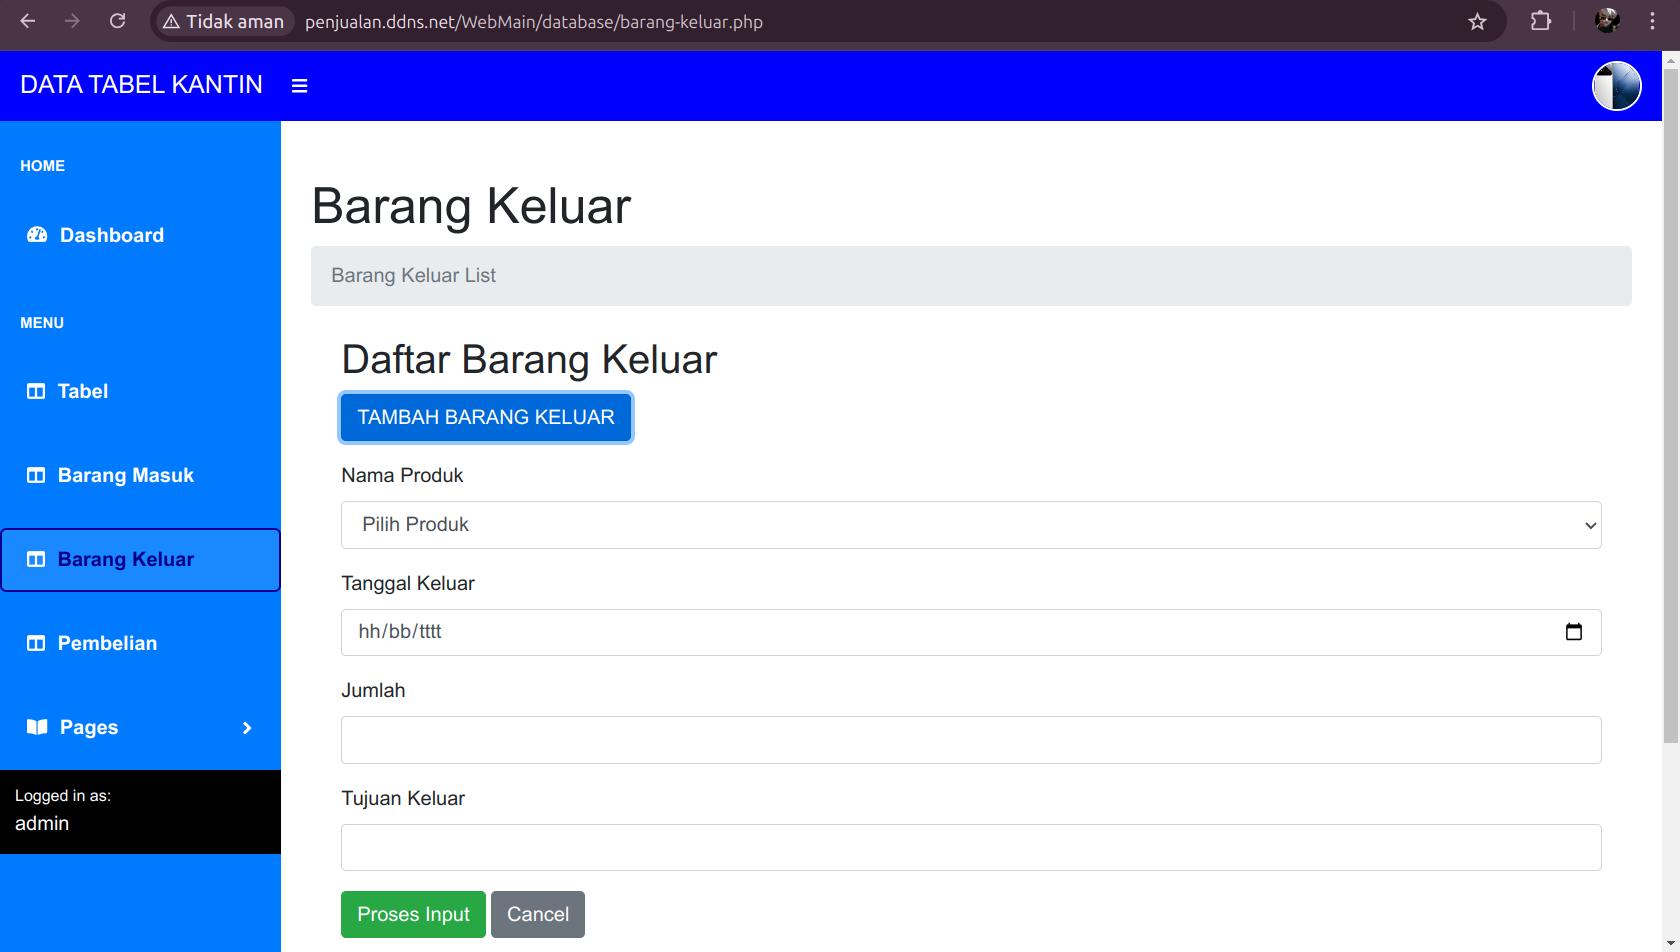 Tidak aman penjualan.ddns.net/WebMain/database/barang-keluar.php
DATA TABEL KANTIN
HOME
Dashboard
MENU
Tabel
Barang Masuk
Barang Keluar
Pembelian
Pages
Logged in as:
admin
Barang Keluar
Barang Keluar List
Daftar Barang Keluar
TAMBAH BARANG KELUAR
Nama Produk
Pilih Produk
Tanggal Keluar
hh/bb/tttt
Jumlah
Tujuan Keluar
Proses Input Cancel